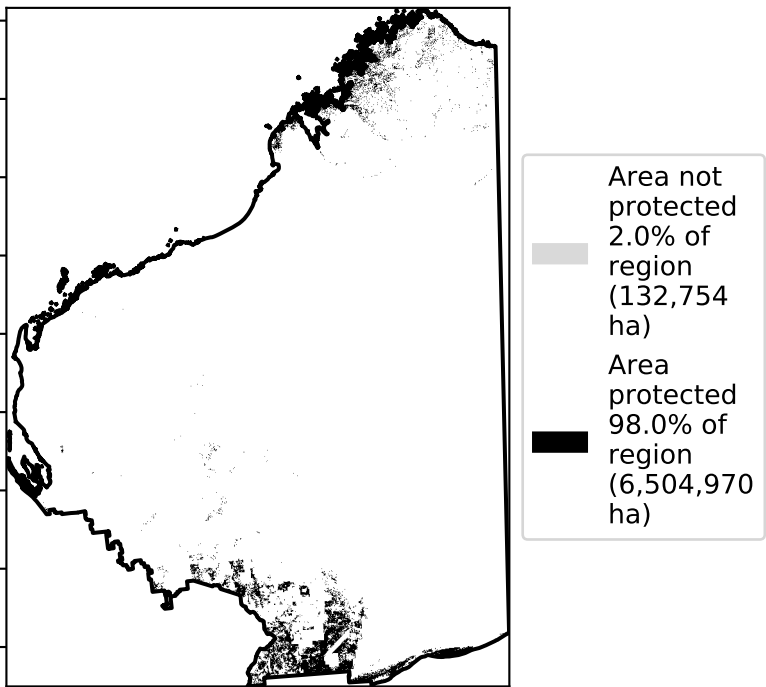 Area not
protected
2.0% of
region
(132,754
ha)
Area
protected
98.0% of
region
(6,504,970
ha)